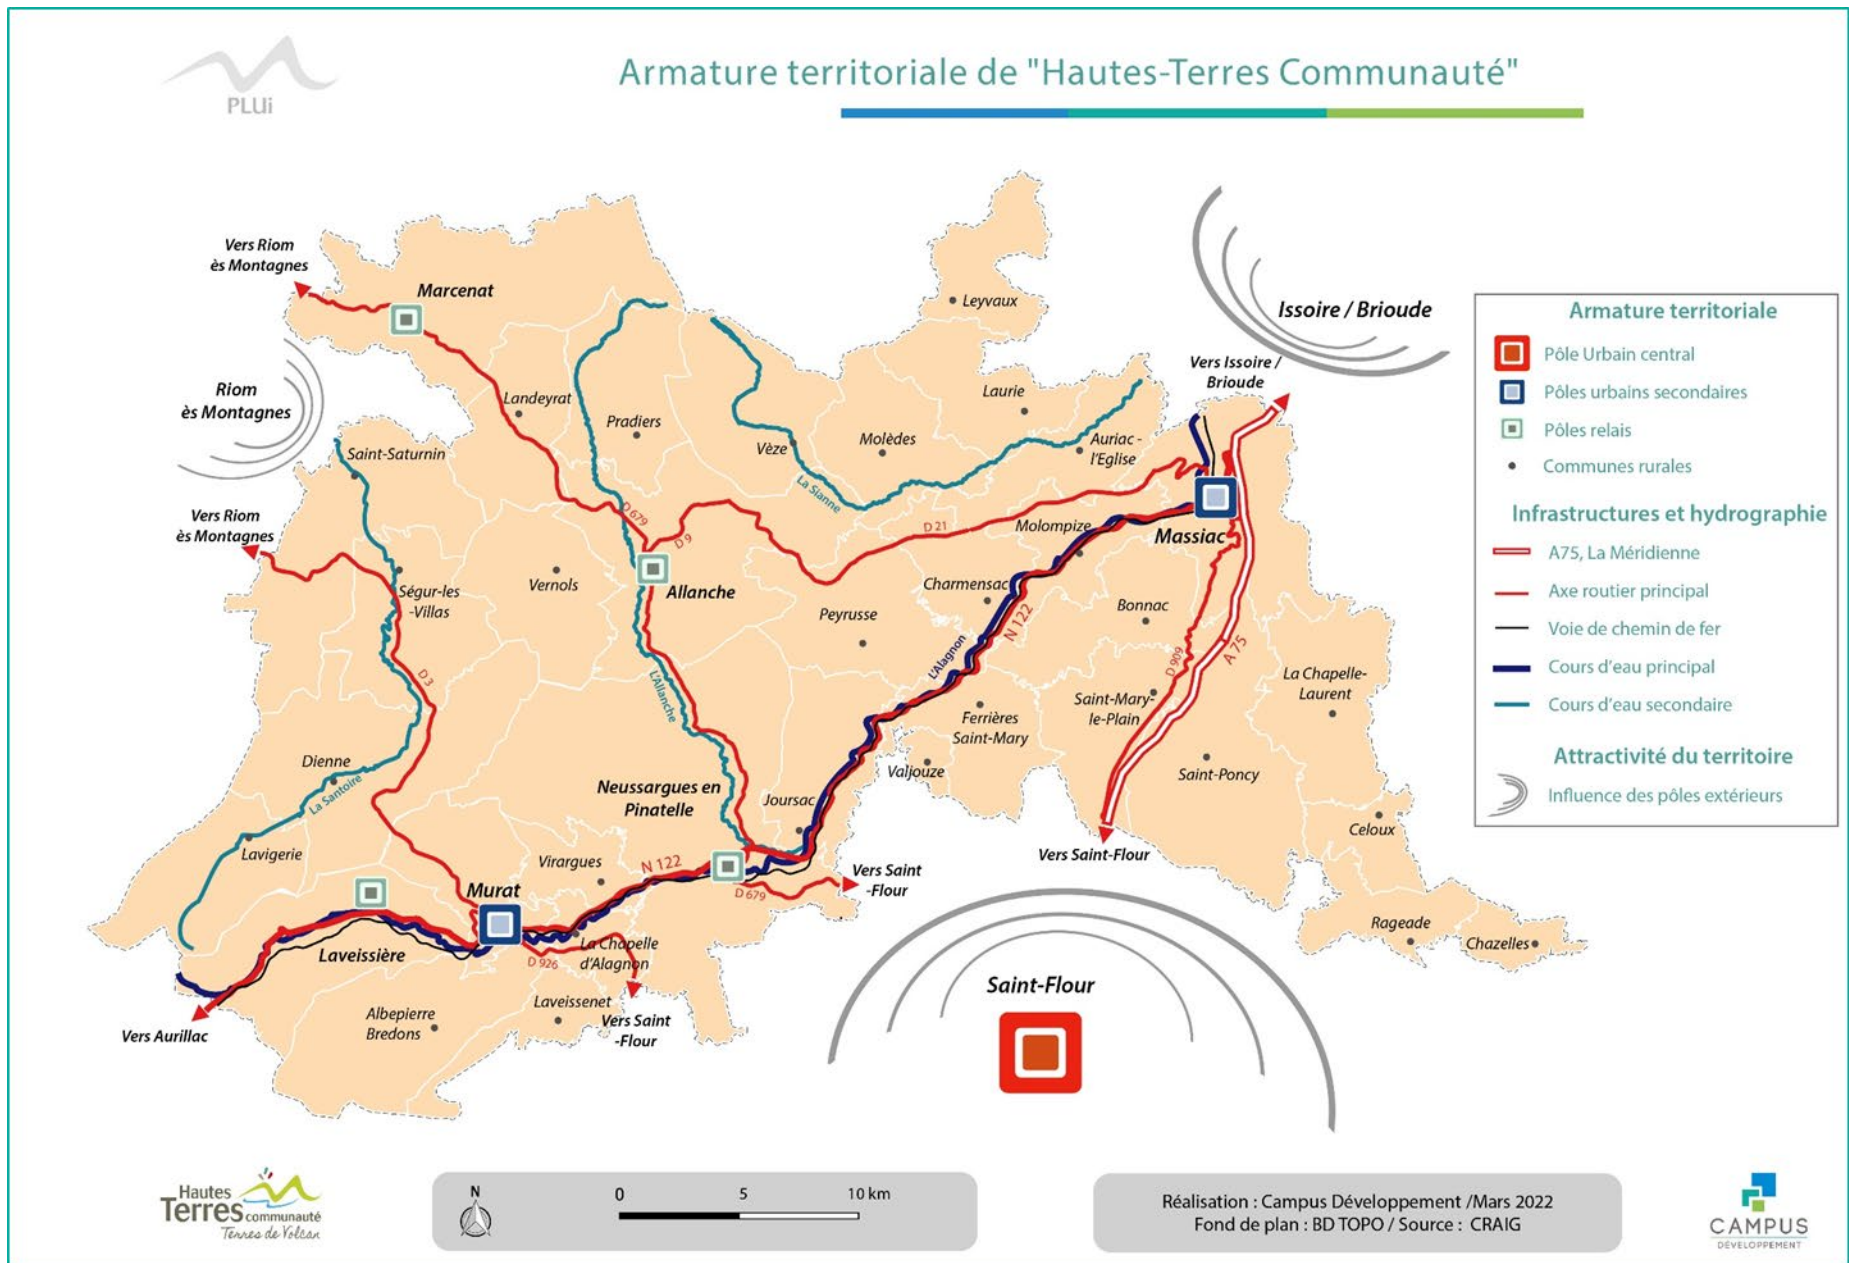 PLUi
Armature territoriale de "Hautes-Terres Communauté"
Vers Riom
ès Montagnes
Marcenat
Leyvaux
Issoire / Brioude
Vers Issoire /
Brioude
Riom
ès Montagnes
Landeyrat
Pradiers
Laurie
Vèze
Molèdes
Auriac -
l'Eglise
Saint-Saturnin
La Sianne
Vers Riom
ès Montagnes
D 679
D 9
D 21
Molompize
Massiac
Ségur-les
-Villas
Vernols
Allanche
Charmensac
Peyrusse
Bonnac
N 122
L'Alagnon
D 909
A 75
D 3
L'Allanche
La Chapelle-
Laurent
Saint-Mary-
le-Plain
Ferrières
Saint-Mary
Dienne
La Santoire
Valjouze
Saint-Poncy
Neussargues en
Pinatelle
Joursac
Celoux
Lavigerie
Virargues
N 122
Vers Saint-Flour
Vers Saint
-Flour
D 679
Murat
Rageade
Chazelles
Laveissière
La Chapelle
d'Alagnon
D 926
Saint-Flour
Laveissenet
Albepierre
Bredons
Vers Saint
-Flour
Vers Aurillac
Armature territoriale
Pôle Urbain central
Pôles urbains secondaires
Pôles relais
Communes rurales
Infrastructures et hydrographie
A75, La Méridienne
Axe routier principal
Voie de chemin de fer
Cours d'eau principal
Cours d'eau secondaire
Attractivité du territoire
Influence des pôles extérieurs
Hautes
Terres communauté
Terres de Volcan
N
0 5 10 km
Réalisation : Campus Développement /Mars 2022
Fond de plan : BD TOPO / Source : CRAIG
CAMPUS
DÉVELOPPEMENT